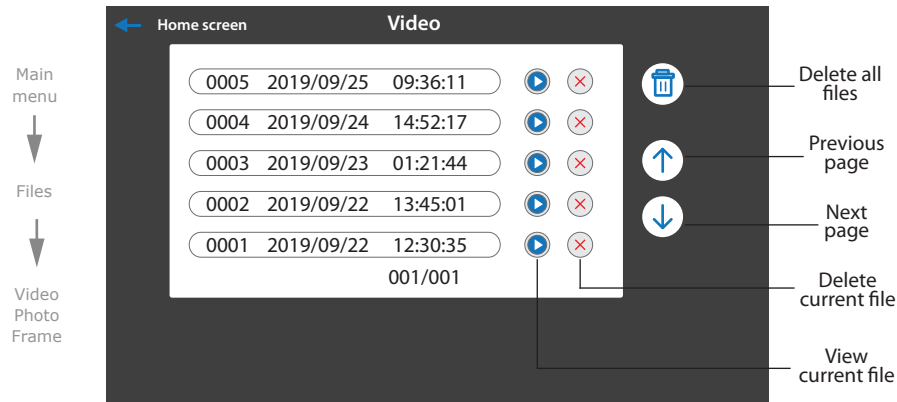 Home screen
Video
Main
menu
Files
Video
Photo
Frame
0005 2019/09/25 09:36:11
0004 2019/09/24 14:52:17
0003 2019/09/23 01:21:44
0002 2019/09/22 13:45:01
0001 2019/09/22 12:30:35
001/001
Delete all
files
Previous
page
Next
page
Delete
current file
View
current file